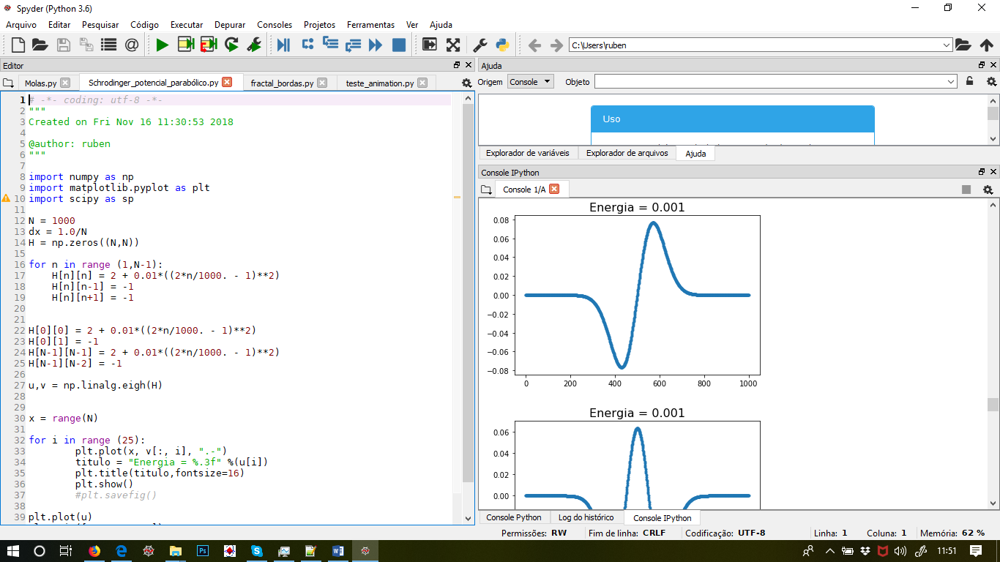 Spyder (Python 3.6)
Arquivo Editar Pesquisar Código Executar Depurar Consoles Projetos Ferramentas Ver Ajuda
C:\Users\ruben
Editor
Molas.py Schrodinger_potencial_parabólico.py fractal_bordas.py teste_animation.py
1 # -*- coding: utf-8 -*-
2 """
3 Created on Fri Nov 16 11:30:53 2018
4
5 @author: ruben
6 """
7
8 import numpy as np
9 import matplotlib.pyplot as plt
10 import scipy as sp
11
12 N = 1000
13 dx = 1.0/N
14 H = np.zeros((N,N))
15
16 for n in range (1,N-1):
17     H[n][n] = 2 + 0.01*((2*n/1000. - 1)**2)
18     H[n][n-1] = -1
19     H[n][n+1] = -1
20
21
22 H[0][0] = 2 + 0.01*((2*n/1000. - 1)**2)
23 H[0][1] = -1
24 H[N-1][N-1] = 2 + 0.01*((2*n/1000. - 1)**2)
25 H[N-1][N-2] = -1
26
27 u,v = np.linalg.eigh(H)
28
29
30 x = range(N)
31
32 for i in range (25):
33         plt.plot(x, v[:, i], ".-")
34         titulo = "Energia = %.3f" %(u[i])
35         plt.title(titulo,fontsize=16)
36         plt.show()
37         #plt.savefig()
38
39 plt.plot(u)
Ajuda
Origem Console Objeto
Uso
Explorador de variáveis Explorador de arquivos Ajuda
Console IPython
Console 1/A
Energia = 0.001
0.08
0.06
0.04
0.02
0.00
−0.02
−0.04
−0.06
−0.08
0 200 400 600 800 1000
Energia = 0.001
0.06
0.04
0.02
0.00
Console Python Log do histórico Console IPython
Permissões: RW Fim de linha: CRLF Codificação: UTF-8 Linha: 1 Coluna: 1 Memória: 62 %
11:51